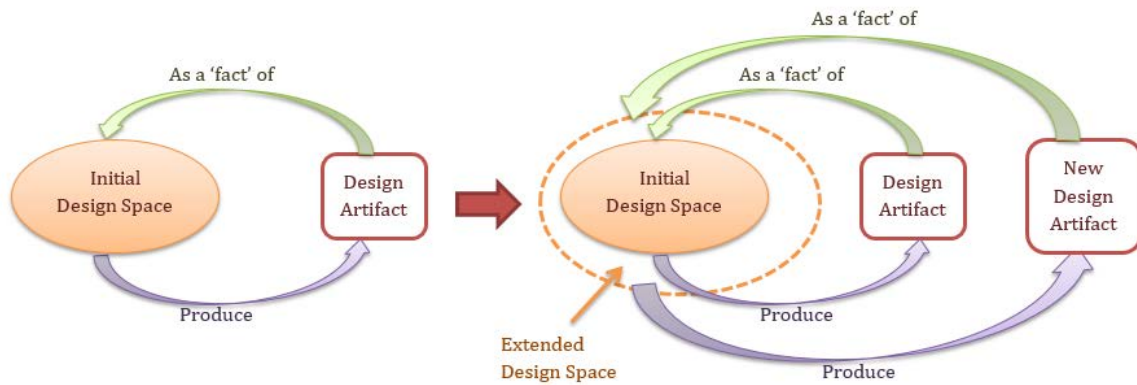 As a ‘fact’ of
Initial
Design Space
Design
Artifact
Produce
As a ‘fact’ of
As a ‘fact’ of
Initial
Design Space
Design
Artifact
New
Design
Artifact
Produce
Extended
Design Space
Produce